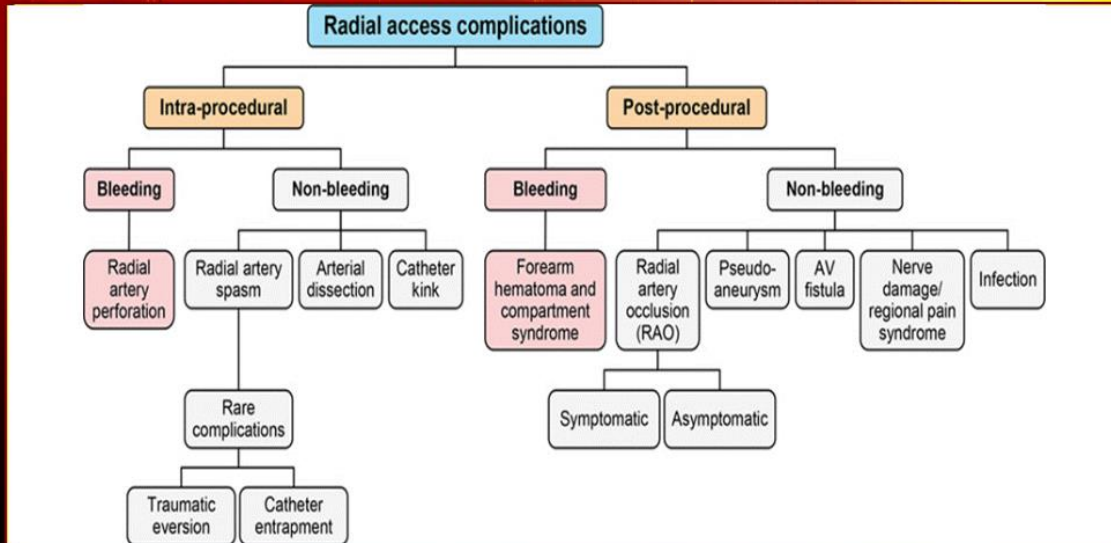 Radial access complications
Intra-procedural
Post-procedural
Bleeding
Non-bleeding
Bleeding
Non-bleeding
Radial
artery
perforation
Radial artery
spasm
Arterial
dissection
Catheter
kink
Forearm
hematoma and
compartment
syndrome
Radial
artery
occlusion
(RAO)
Pseudo-
aneurysm
AV
fistula
Nerve
damage/
regional pain
syndrome
Infection
Rare
complications
Symptomatic
Asymptomatic
Traumatic
eversion
Catheter
entrapment